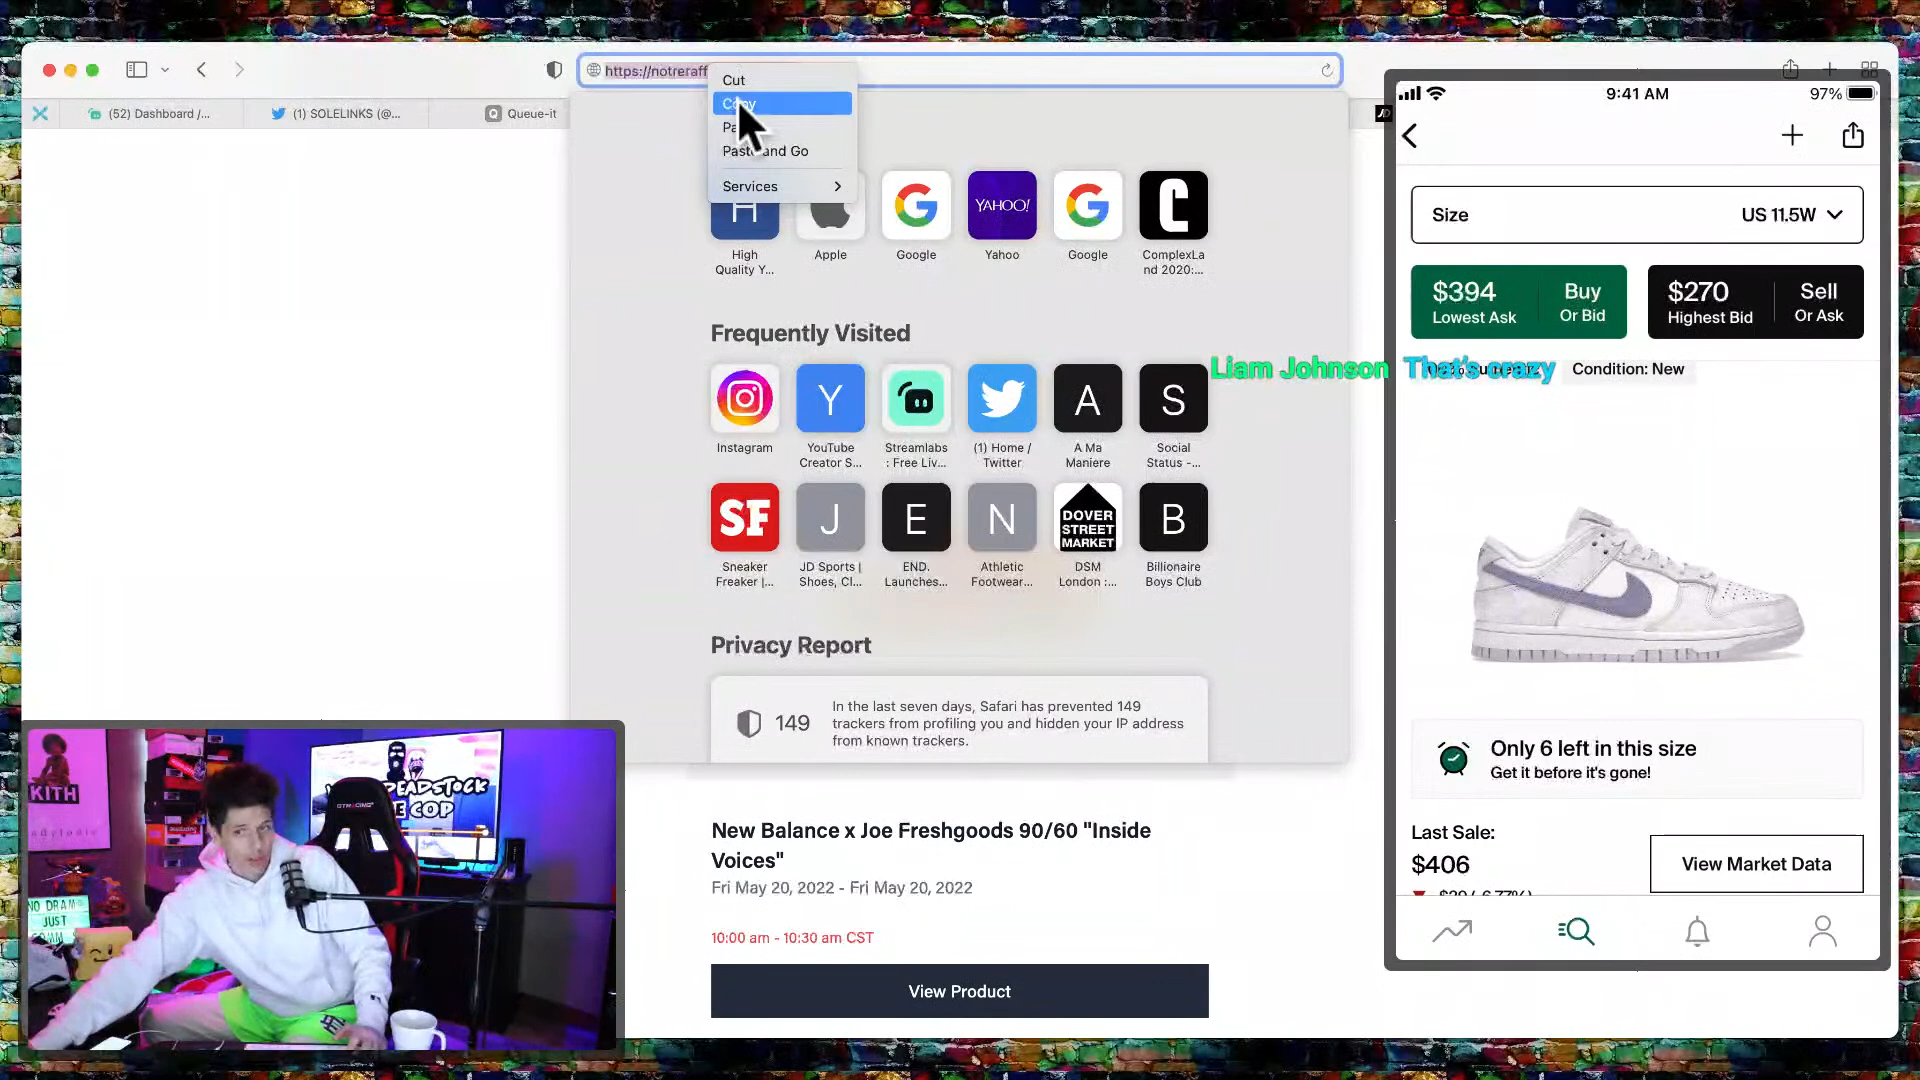 https://notreraff
Cut
Copy
Paste and Go
Services
(52) Dashboard /...
(1) SOLELINKS (@...
Queue-it
High
Quality Y...
Apple
Google
YAHOO!
Yahoo
Google
ComplexLa
nd 2020:...
Frequently Visited
Instagram
Y
YouTube
Creator S...
Streamlabs
: Free Liv...
(1) Home /
Twitter
A
A Ma
Maniere
S
Social
Status -...
SF
Sneaker
Freaker |...
J
JD Sports |
Shoes, Cl...
E
END.
Launches...
N
Athletic
Footwear...
DOVER
STREET
MARKET
DSM
London :...
B
Billionaire
Boys Club
Privacy Report
149
In the last seven days, Safari has prevented 149
trackers from profiling you and hidden your IP address
from known trackers.
New Balance x Joe Freshgoods 90/60 "Inside
Voices"
Fri May 20, 2022 - Fri May 20, 2022
10:00 am - 10:30 am CST
View Product
9:41 AM
97%
Size
US 11.5W
$394
Lowest Ask
Buy
Or Bid
$270
Highest Bid
Sell
Or Ask
Liam Johnson That's crazy
Condition: New
Only 6 left in this size
Get it before it's gone!
Last Sale:
$406
View Market Data
KITH
GTRACING
COP
NO DRAM
JUST